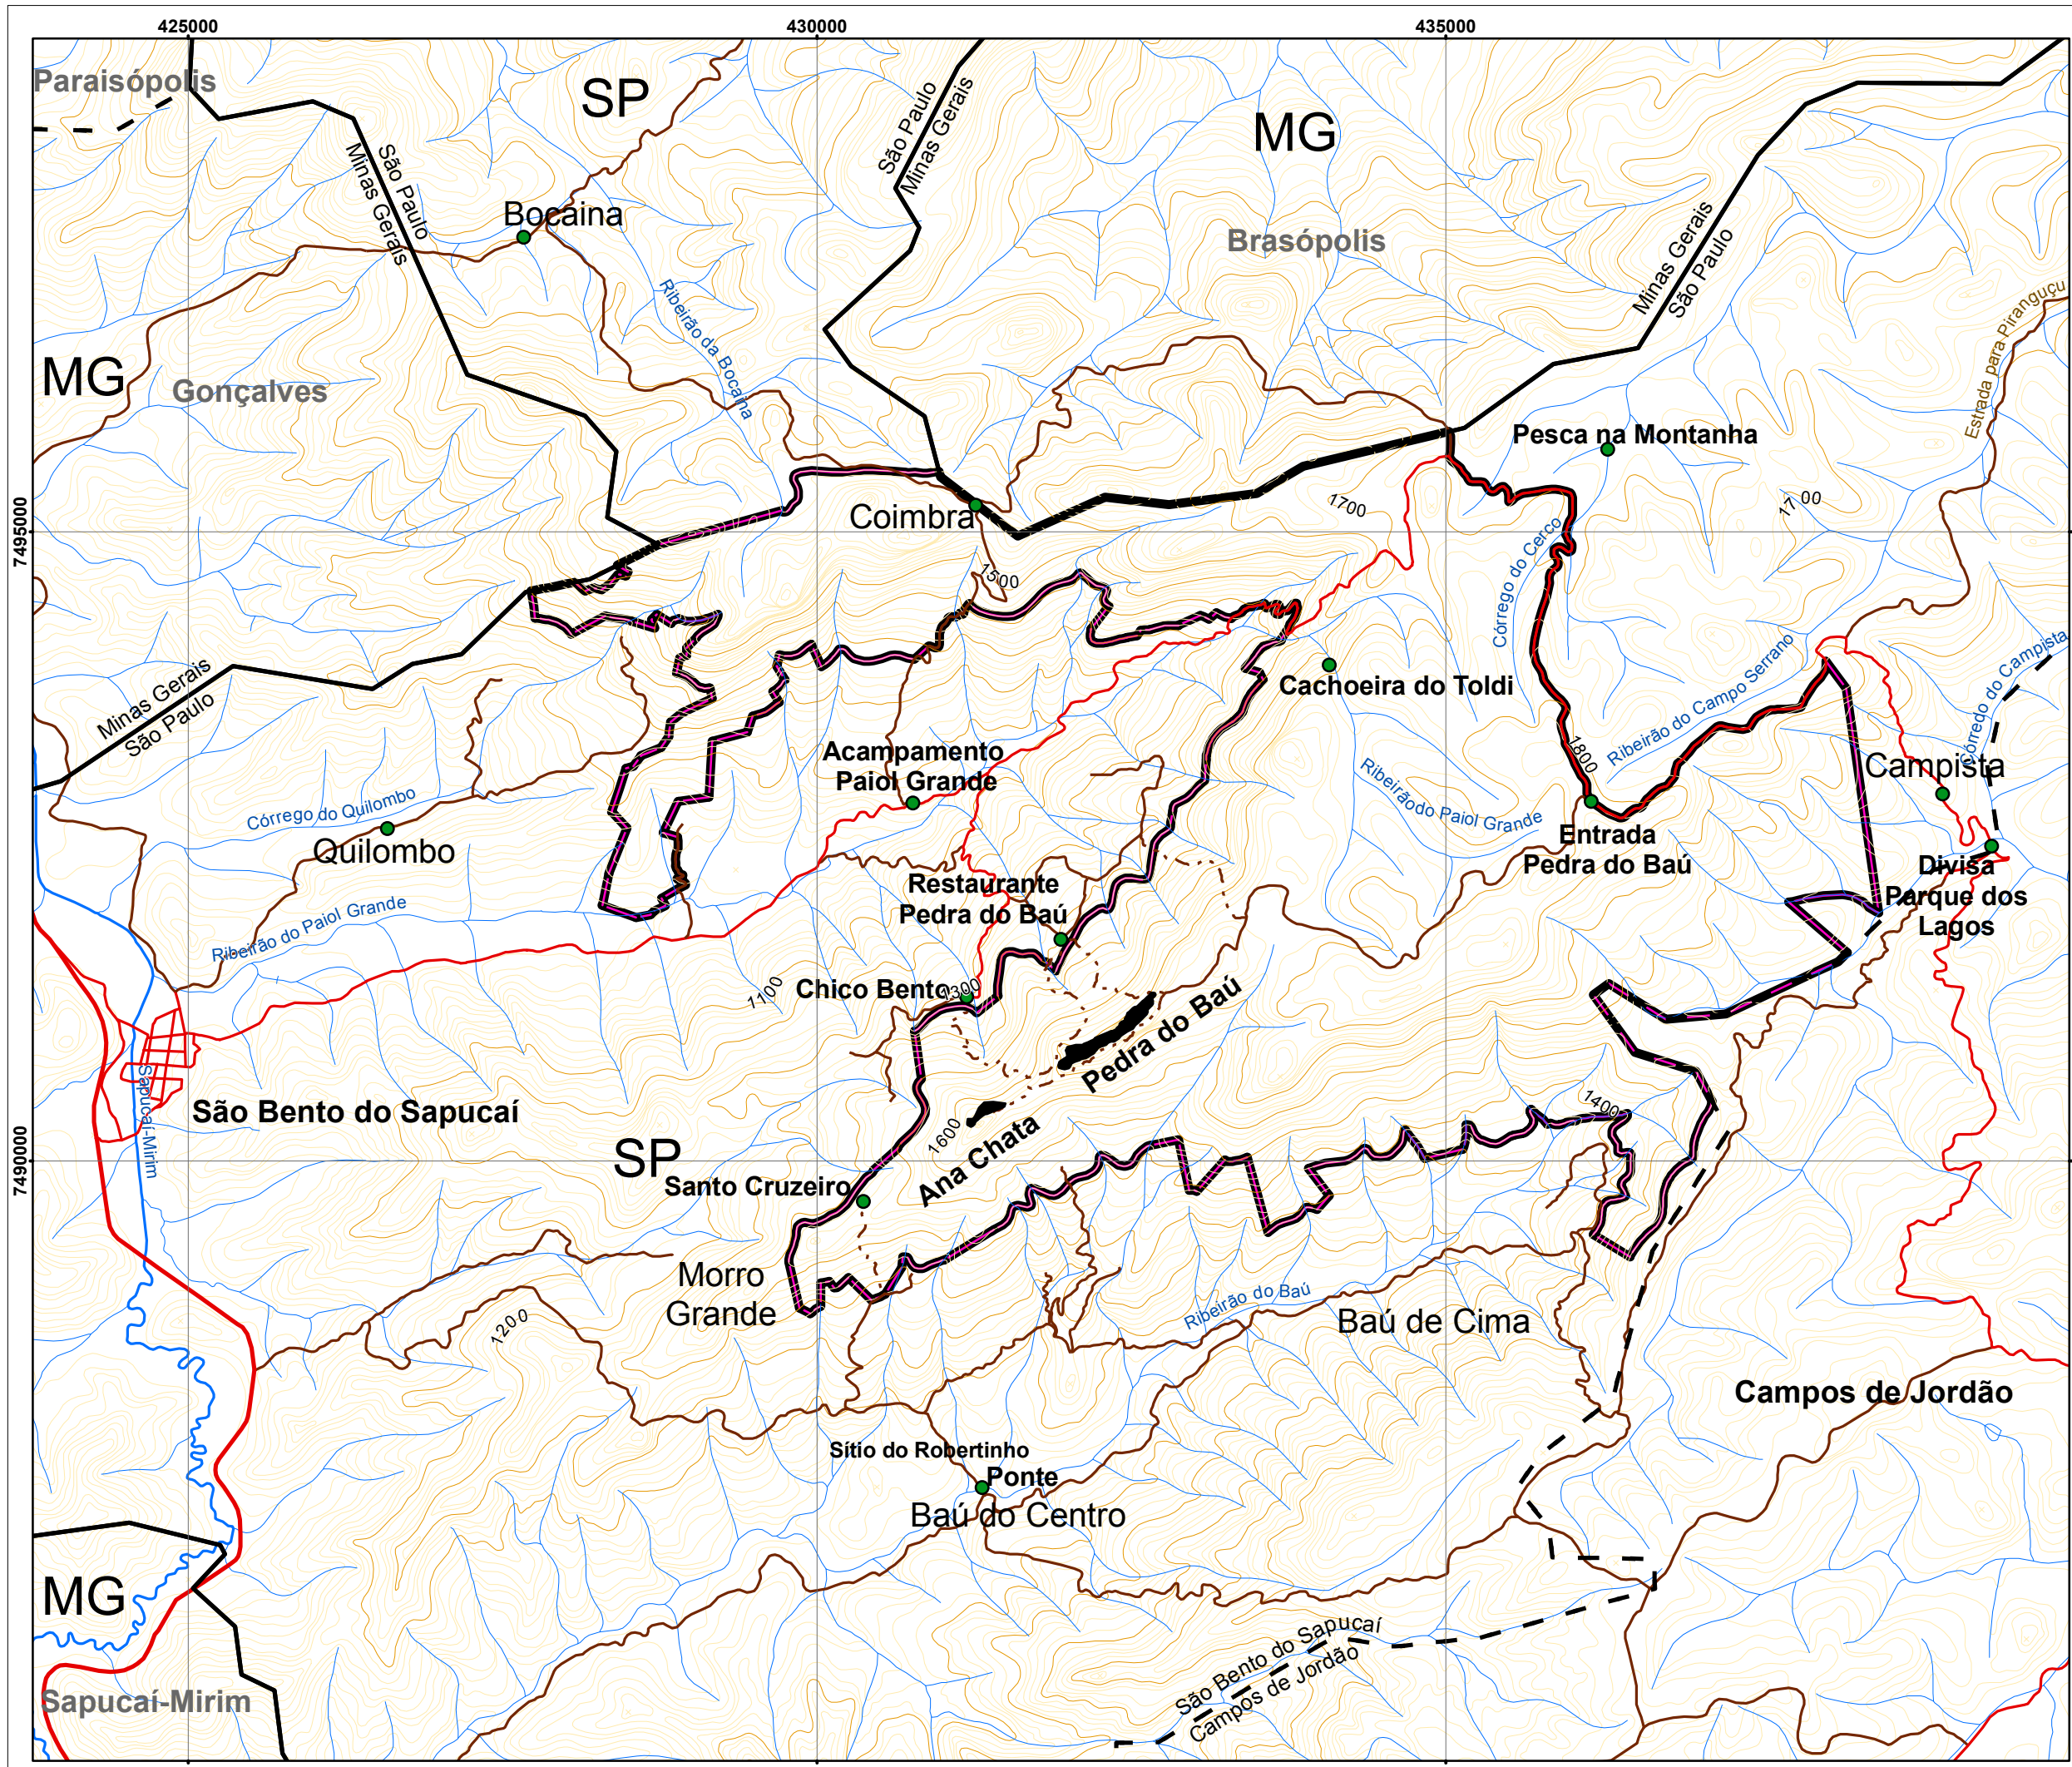 425000
430000
435000
Paraisópolis
SP
São Paulo
Minas Gerais
MG
São Paulo
Minas Gerais
Bocaina
Brasópolis
Minas Gerais
São Paulo
Ribeirão da Bocaina
Estrada para Piranguçu
MG
Gonçalves
Pesca na Montanha
7495000
Coimbra
1700
1700
1500
Córrego do Cerco
Córredo do Campista
Minas Gerais
São Paulo
Cachoeira do Toldi
Ribeirão do Campo Serrano
Acampamento
Paiol Grande
1800
Campista
Córrego do Quilombo
Quilombo
Ribeirão do Paiol Grande
Entrada
Pedra do Baú
Divisa
Parque dos
Lagos
Restaurante
Pedra do Baú
Ribeirão do Paiol Grande
1100
Chico Bento
1300
Pedra do Baú
Sapucaí-Mirim
São Bento do Sapucaí
1400
1600
Ana Chata
7490000
SP
Santo Cruzeiro
Morro
Grande
1200
Ribeirão do Baú
Baú de Cima
Campos de Jordão
Sítio do Robertinho
Ponte
Baú do Centro
MG
São Bento do Sapucaí
Campos de Jordão
Sapucaí-Mirim